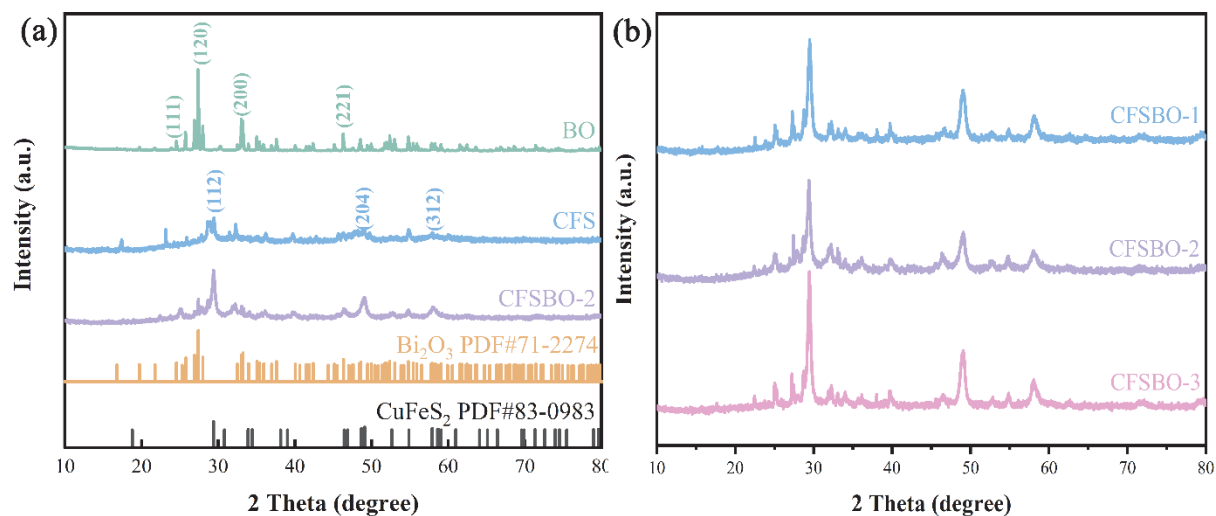 (a)
(111)
(120)
(200)
(221)
BO
(112)
(204)
(312)
CFS
CFSBO-2
Bi₂O₃ PDF#71-2274
CuFeS₂ PDF#83-0983
Intensity (a.u.)
10 20 30 40 50 60 70 80
2 Theta (degree)
(b)
CFSBO-1
CFSBO-2
CFSBO-3
Intensity (a.u.)
10 20 30 40 50 60 70 80
2 Theta (degree)